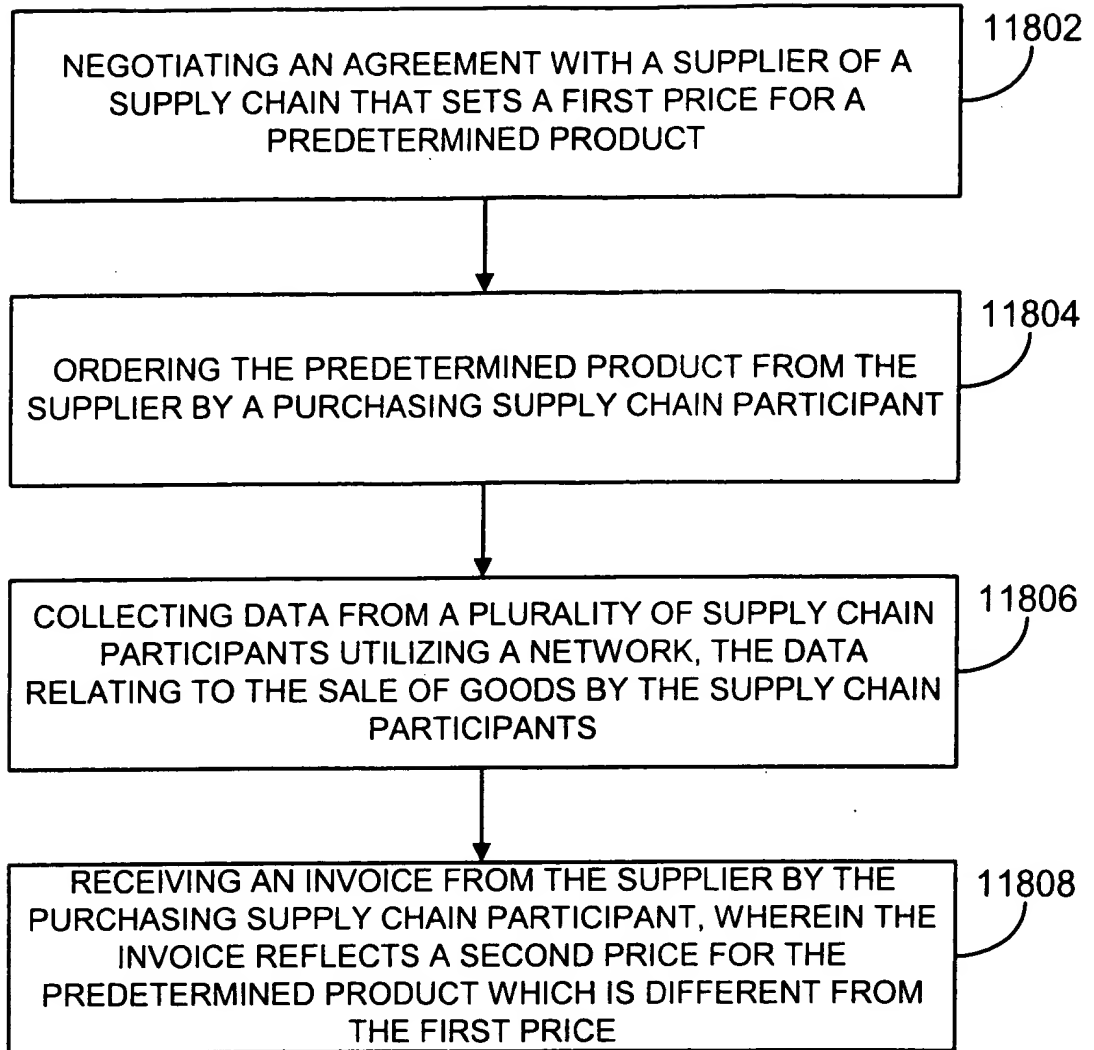 11802
NEGOTIATING AN AGREEMENT WITH A SUPPLIER OF A
SUPPLY CHAIN THAT SETS A FIRST PRICE FOR A
PREDETERMINED PRODUCT
11804
ORDERING THE PREDETERMINED PRODUCT FROM THE
SUPPLIER BY A PURCHASING SUPPLY CHAIN PARTICIPANT
11806
COLLECTING DATA FROM A PLURALITY OF SUPPLY CHAIN
PARTICIPANTS UTILIZING A NETWORK, THE DATA
RELATING TO THE SALE OF GOODS BY THE SUPPLY CHAIN
PARTICIPANTS
11808
RECEIVING AN INVOICE FROM THE SUPPLIER BY THE
PURCHASING SUPPLY CHAIN PARTICIPANT, WHEREIN THE
INVOICE REFLECTS A SECOND PRICE FOR THE
PREDETERMINED PRODUCT WHICH IS DIFFERENT FROM
THE FIRST PRICE